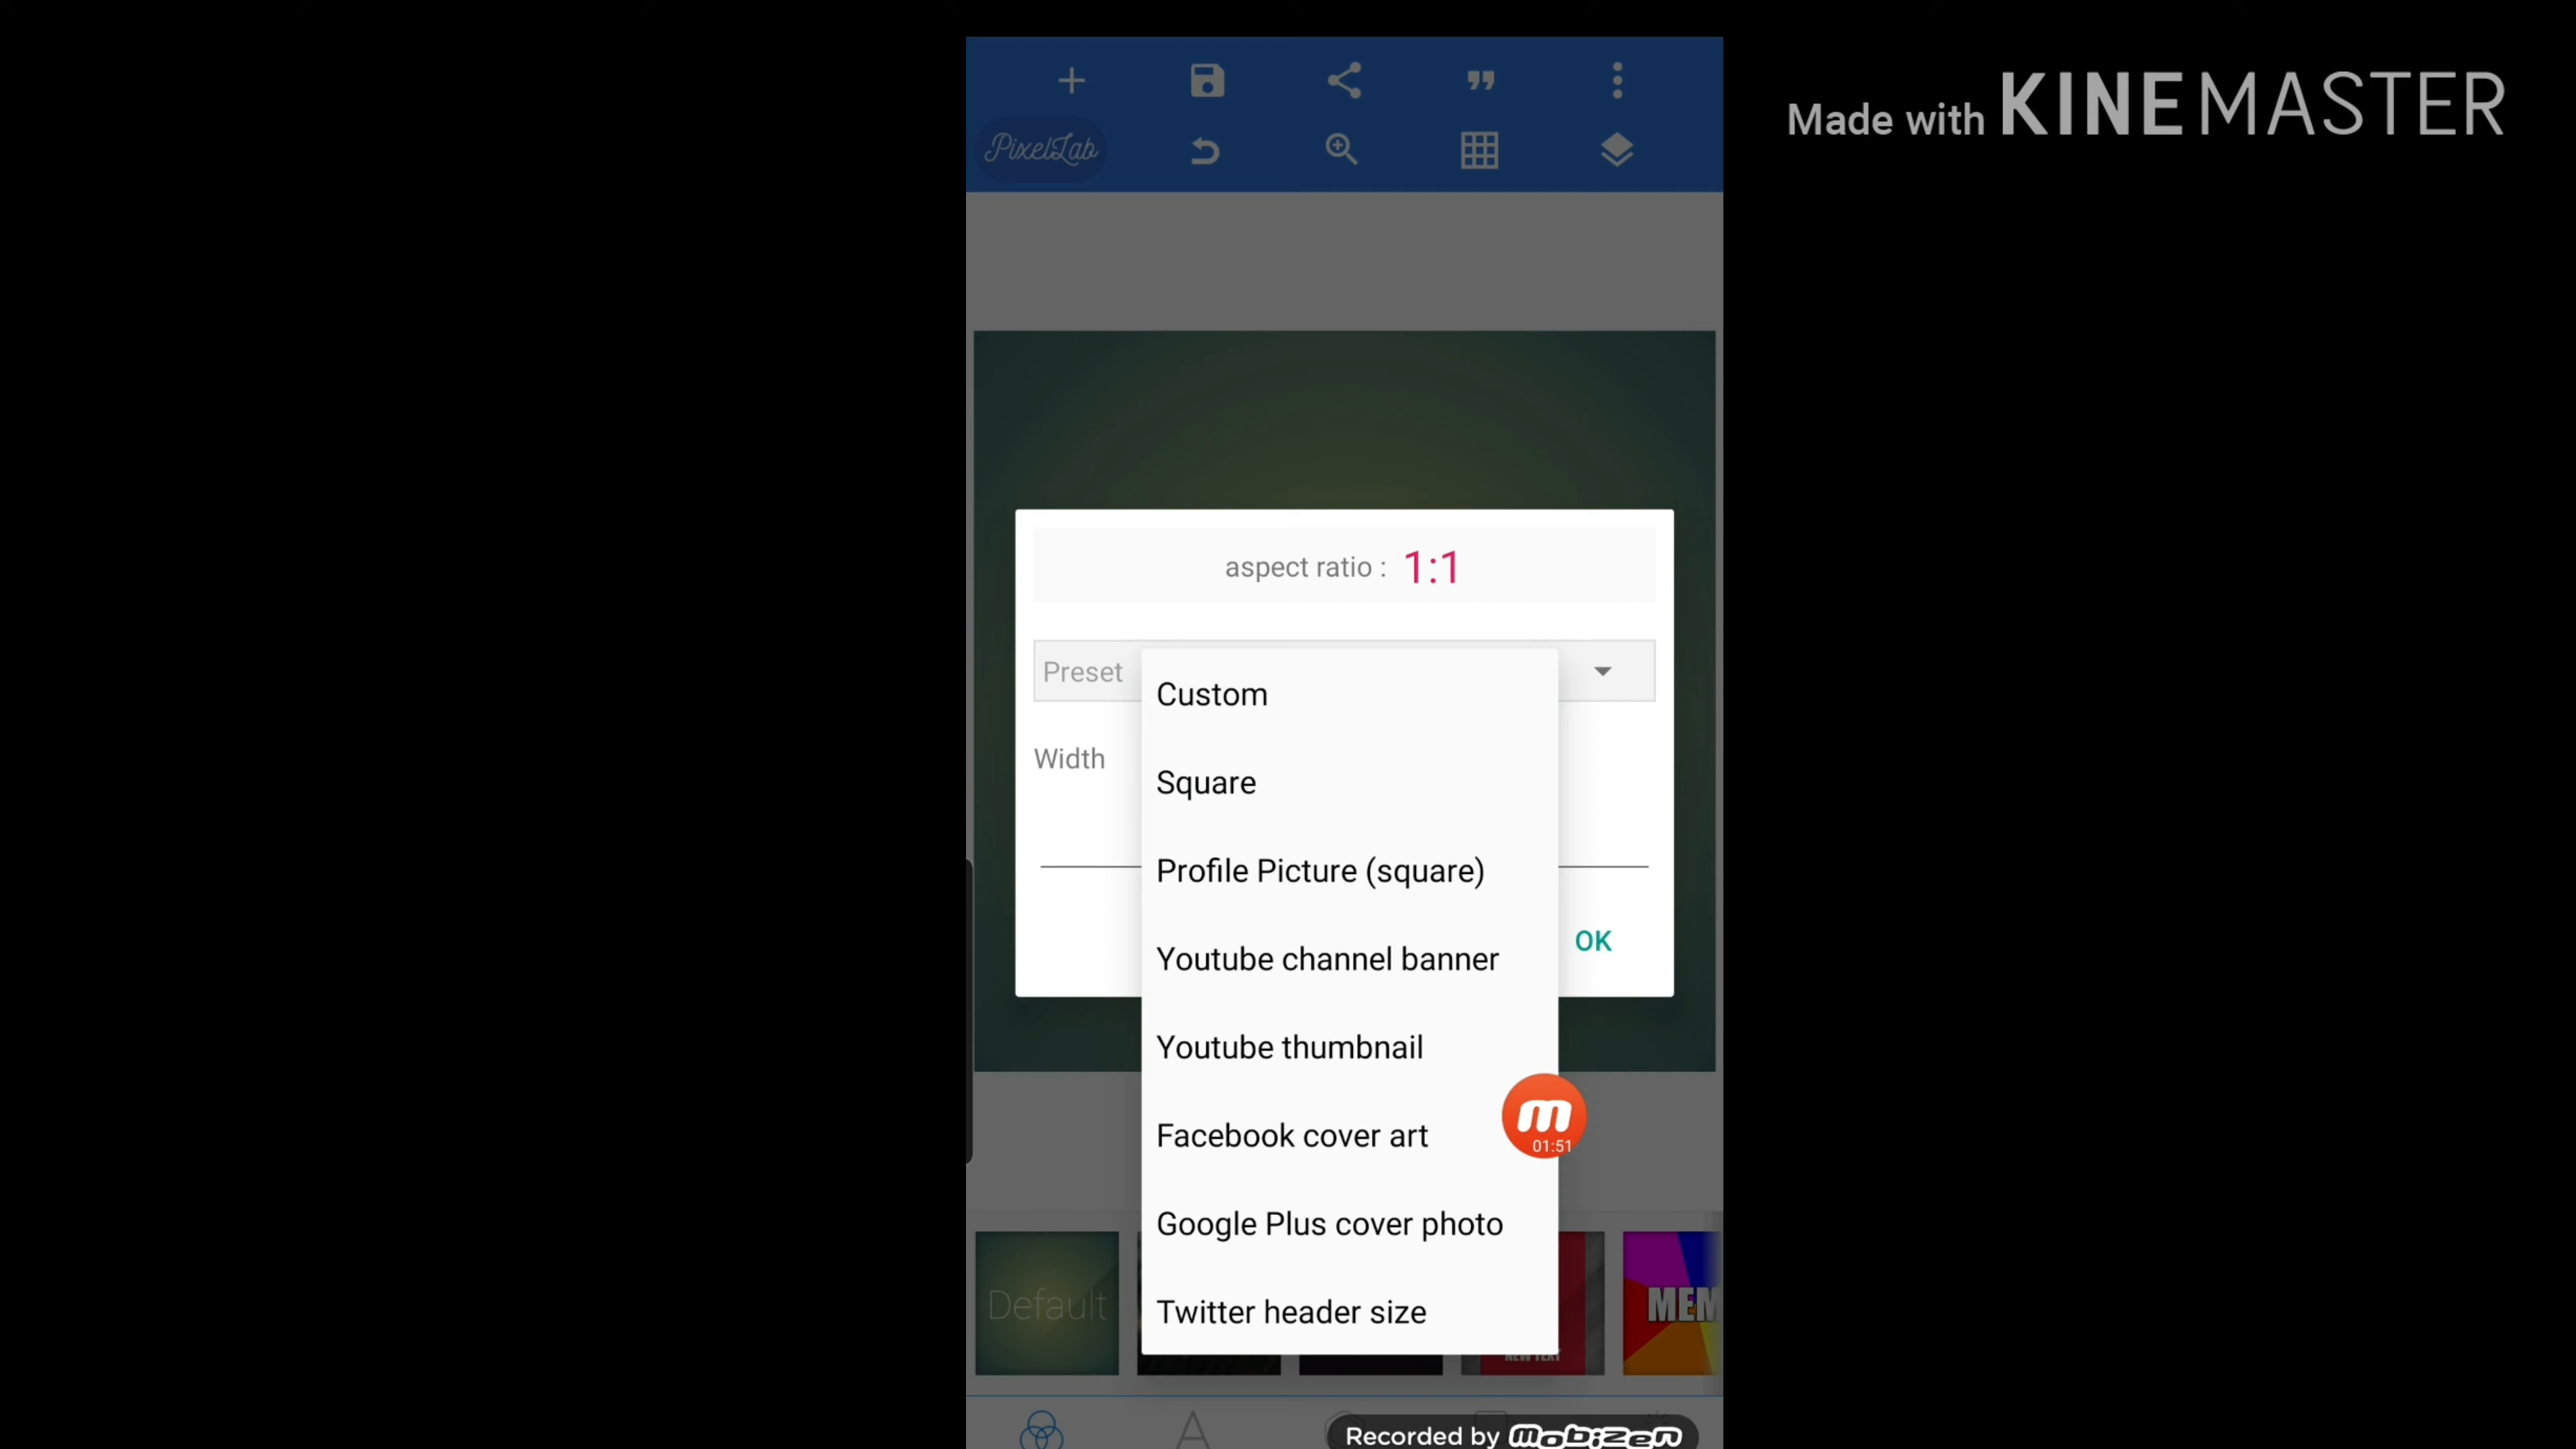 Made with KINEMASTER
PixelLab
aspect ratio : 1:1
Preset
Custom
Width
Square
Profile Picture (square)
OK
Youtube channel banner
Youtube thumbnail
Facebook cover art
01:51
Google Plus cover photo
Default
MEM
Twitter header size
NEW TEXT
Recorded by mobizen